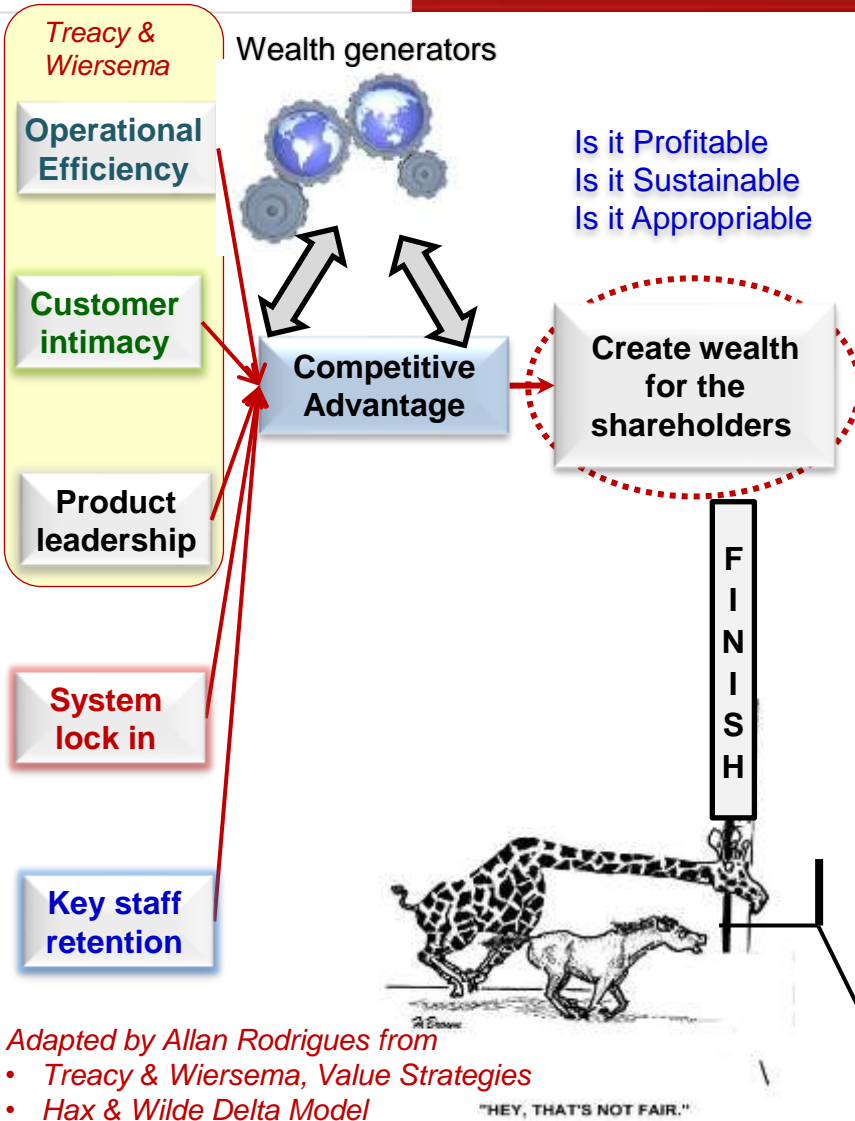 Treacy &
Wiersema
Wealth generators
Operational
Efficiency
Is it Profitable
Is it Sustainable
Is it Appropriable
Customer
intimacy
Competitive
Advantage
Create wealth
for the
shareholders
Product
leadership
F
I
N
I
S
H
System
lock in
Key staff
retention
Adapted by Allan Rodrigues from
• Treacy & Wiersema, Value Strategies
• Hax & Wilde Delta Model
"HEY, THAT'S NOT FAIR."